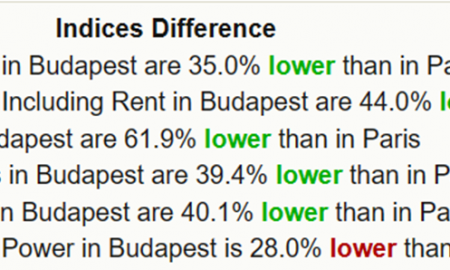 Indices Difference
in Budapest are 35.0% lower than in Pa
Including Rent in Budapest are 44.0% l
dapest are 61.9% lower than in Paris
s in Budapest are 39.4% lower than in P
n Budapest are 40.1% lower than in Pa
Power in Budapest is 28.0% lower than